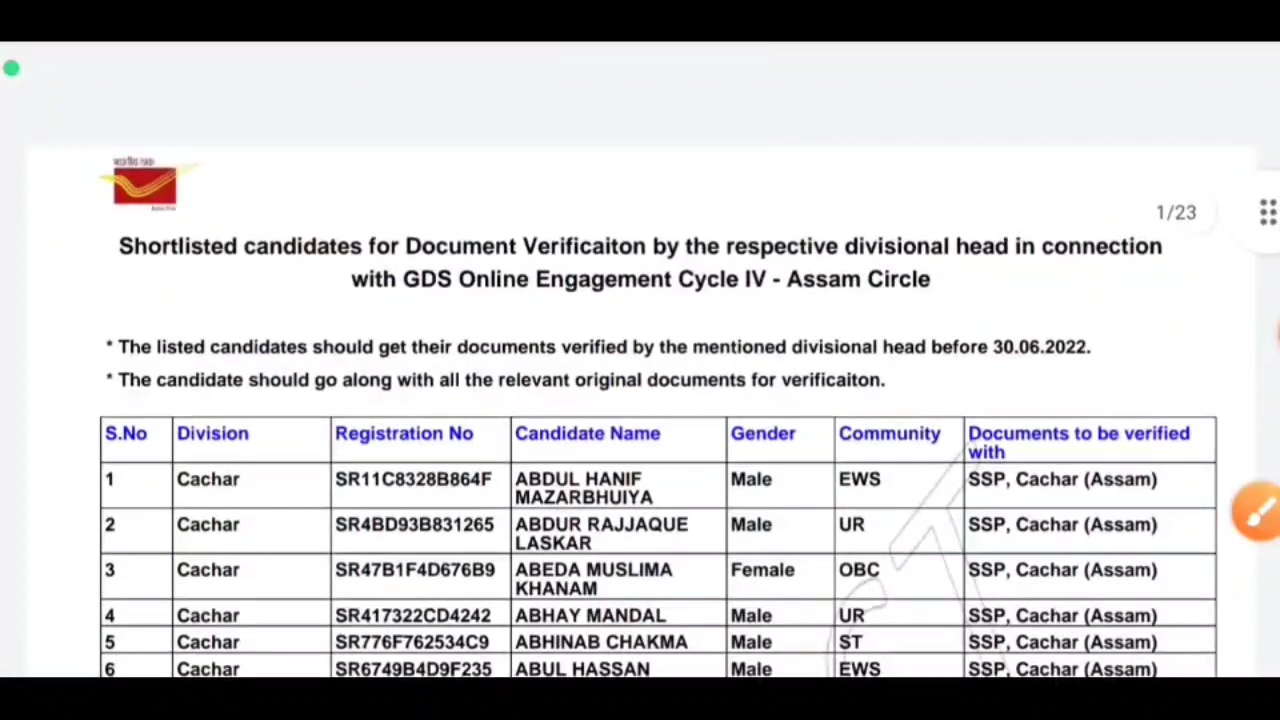 भारतीय डाक
India Post
1/23
Shortlisted candidates for Document Verificaiton by the respective divisional head in connection
with GDS Online Engagement Cycle IV - Assam Circle
* The listed candidates should get their documents verified by the mentioned divisional head before 30.06.2022.
* The candidate should go along with all the relevant original documents for verificaiton.
S.No Division Registration No Candidate Name Gender Community Documents to be verified
with
1 Cachar SR11C8328B864F ABDUL HANIF Male EWS SSP, Cachar (Assam)
MAZARBHUIYA
2 Cachar SR4BD93B831265 ABDUR RAJJAQUE Male UR SSP, Cachar (Assam)
LASKAR
3 Cachar SR47B1F4D676B9 ABEDA MUSLIMA Female OBC SSP, Cachar (Assam)
KHANAM
4 Cachar SR417322CD4242 ABHAY MANDAL Male UR SSP, Cachar (Assam)
5 Cachar SR776F762534C9 ABHINAB CHAKMA Male ST SSP, Cachar (Assam)
6 Cachar SR6749B4D9F235 ABUL HASSAN Male EWS SSP, Cachar (Assam)